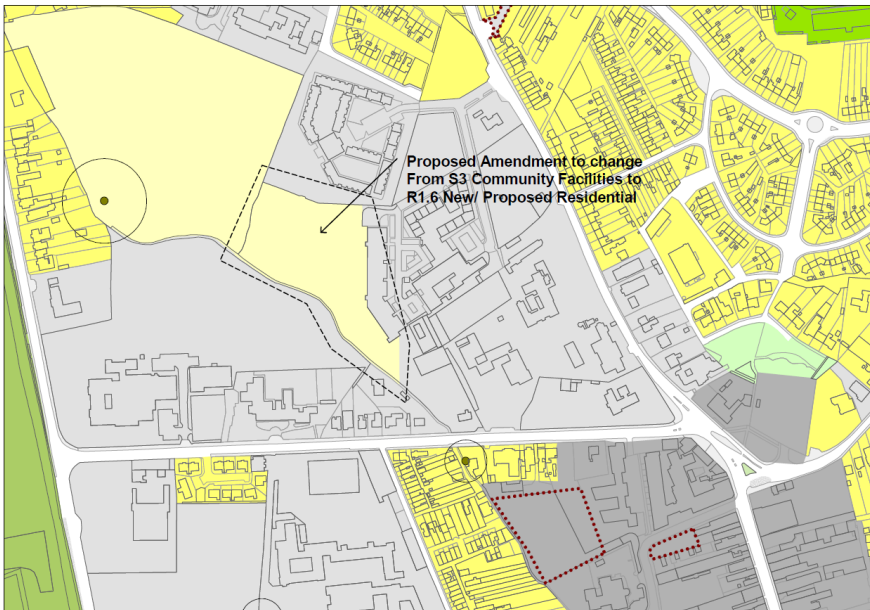 Proposed Amendment to change
From S3 Community Facilities to
R1.6 New/ Proposed Residential